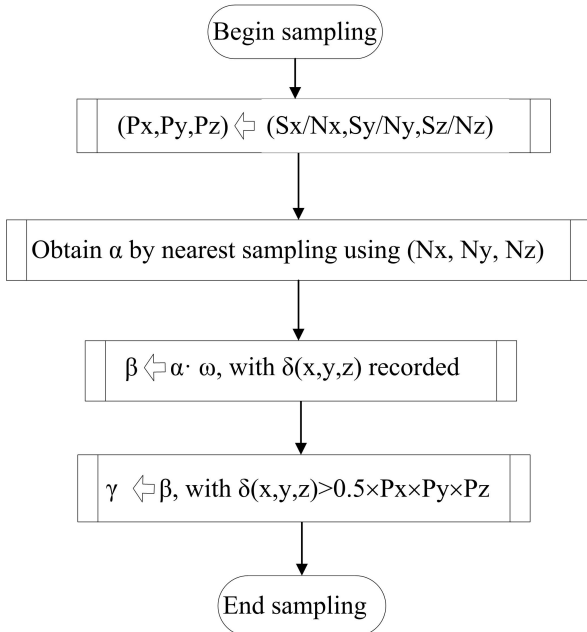 Begin sampling
(Px,Py,Pz) ⇦ (Sx/Nx,Sy/Ny,Sz/Nz)
Obtain α by nearest sampling using (Nx, Ny, Nz)
β ⇦ α· ω, with δ(x,y,z) recorded
γ ⇦ β, with δ(x,y,z)>0.5×Px×Py×Pz
End sampling